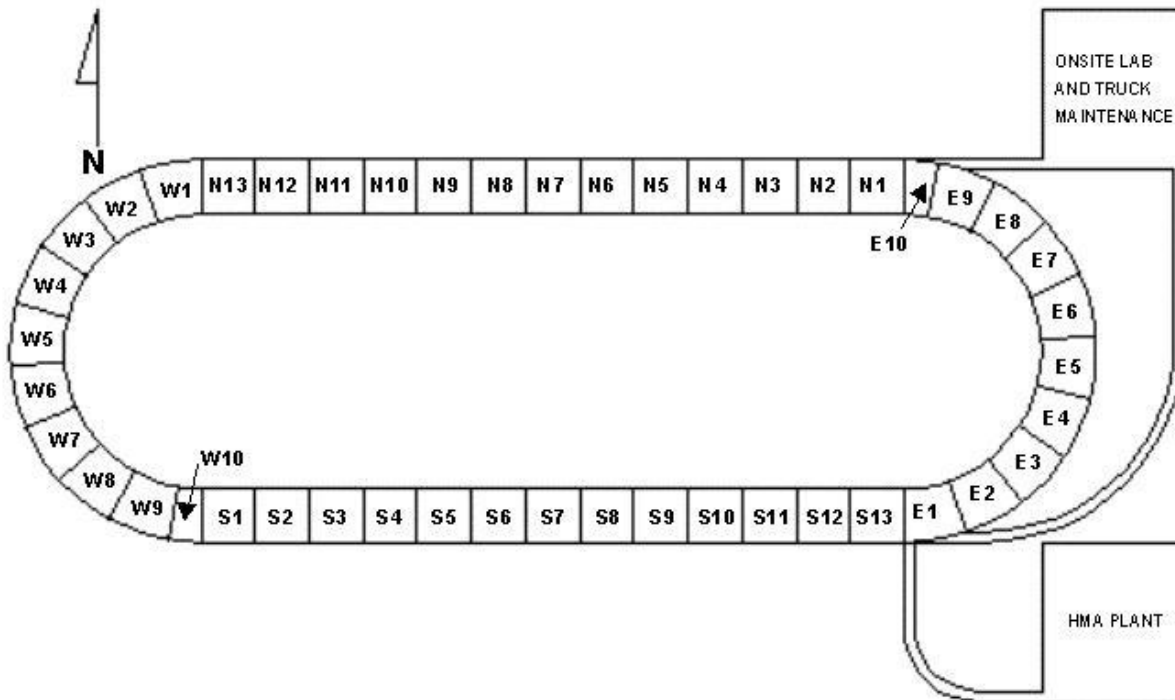 ONSITE LAB
AND TRUCK
MAINTENANCE
N
W1 N13 N12 N11 N10 N9 N8 N7 N6 N5 N4 N3 N2 N1
E10
E9
E8
E7
E6
E5
E4
E3
E2
E1
W2
W3
W4
W5
W6
W7
W8
W9
W10
S1 S2 S3 S4 S5 S6 S7 S8 S9 S10 S11 S12 S13
HMA PLANT